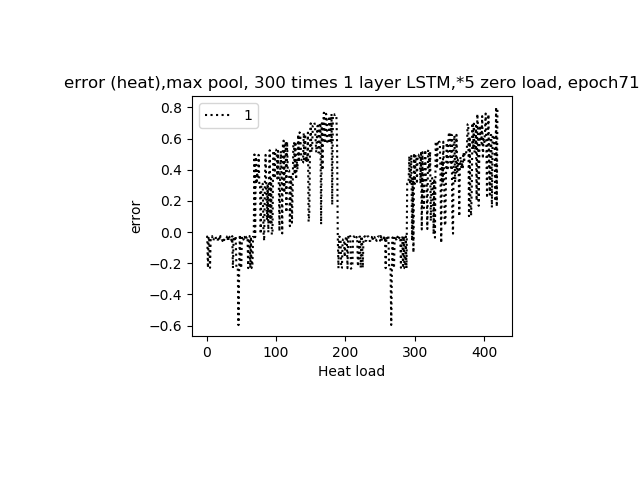 error (heat),max pool, 300 times 1 layer LSTM,*5 zero load, epoch71
1
0.8
0.6
0.4
0.2
0.0
−0.2
−0.4
−0.6
error
0 100 200 300 400
Heat load